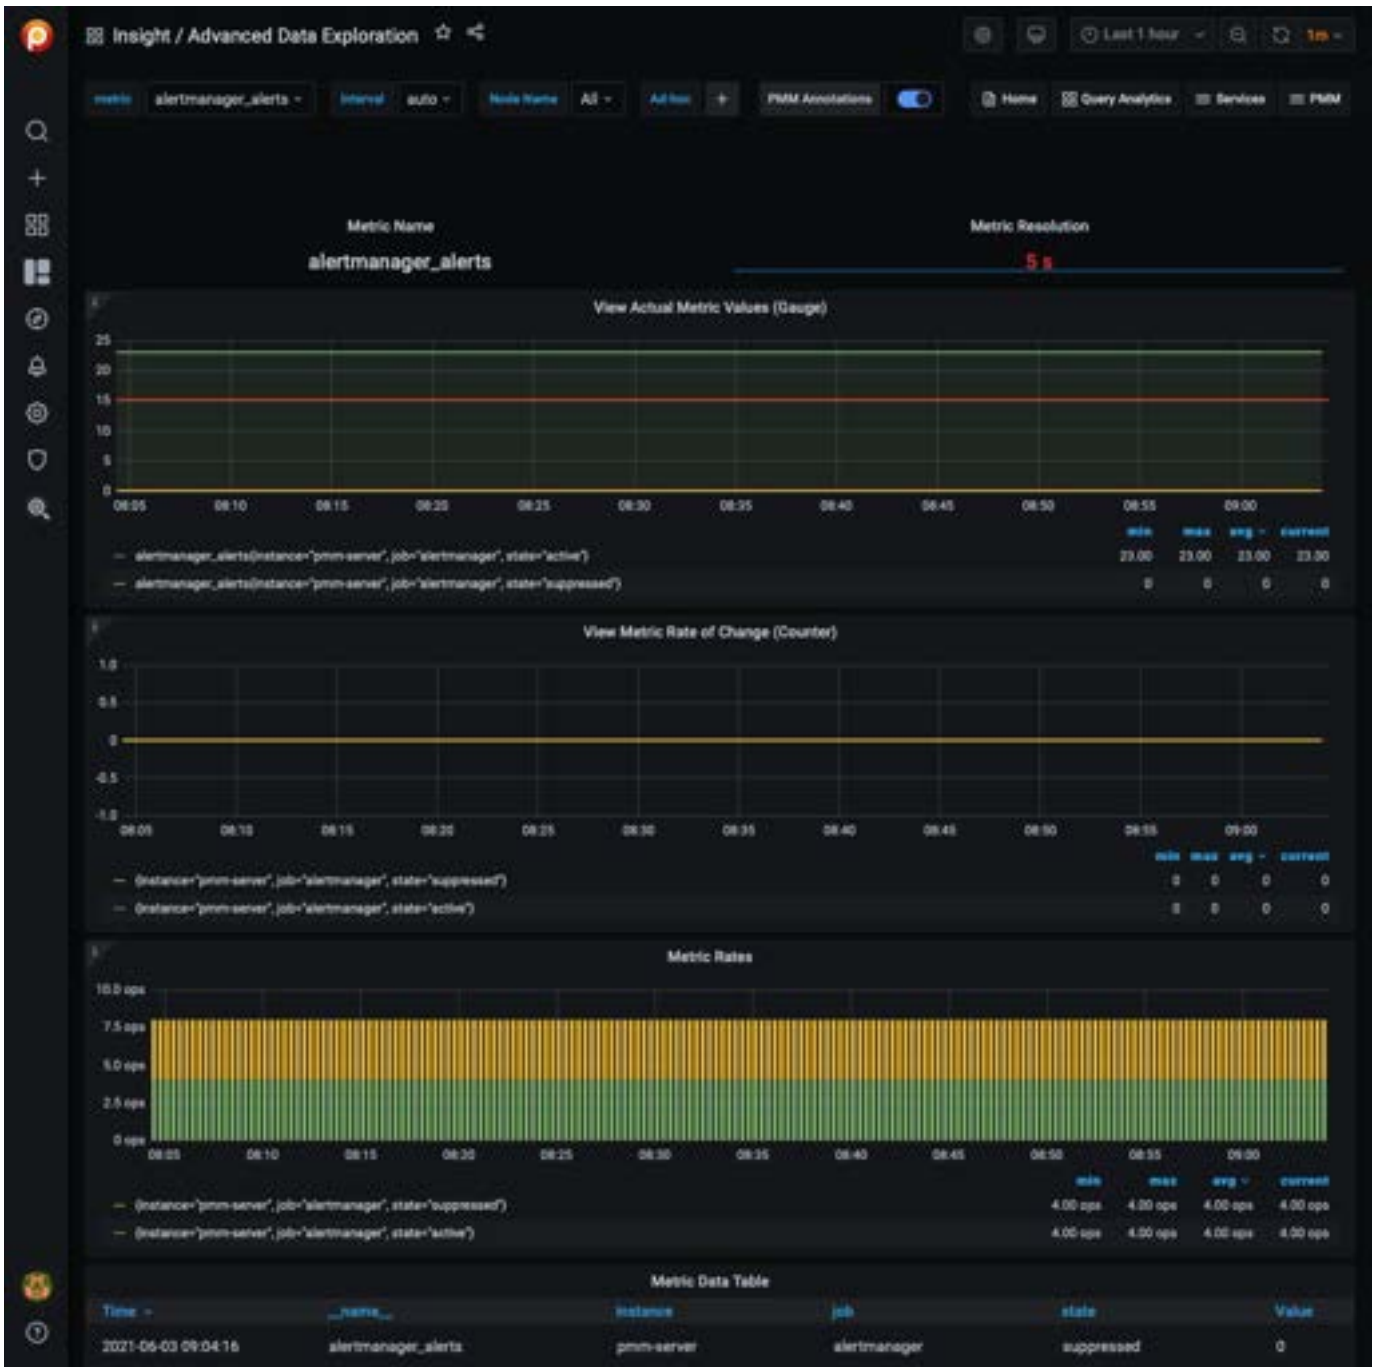 Insight / Advanced Data Exploration
Last 1 hour
1m
metric alertmanager_alerts Interval auto Node Name All Ad hoc + PMM Annotations Home Query Analytics Services PMM
Metric Name Metric Resolution
alertmanager_alerts 5 s
View Actual Metric Values (Gauge)
25
20
15
10
5
0
08:05 08:10 08:15 08:20 08:25 08:30 08:35 08:40 08:45 08:50 08:55 09:00
min max avg current
alertmanager_alerts{instance="pmm-server", job="alertmanager", state="active"} 23.00 23.00 23.00 23.00
alertmanager_alerts{instance="pmm-server", job="alertmanager", state="suppressed"} 0 0 0 0
View Metric Rate of Change (Counter)
1.0
0.5
0
-0.5
-1.0
08:05 08:10 08:15 08:20 08:25 08:30 08:35 08:40 08:45 08:50 08:55 09:00
min max avg current
{instance="pmm-server", job="alertmanager", state="suppressed"} 0 0 0 0
{instance="pmm-server", job="alertmanager", state="active"} 0 0 0 0
Metric Rates
10.0 ops
7.5 ops
5.0 ops
2.5 ops
0 ops
08:05 08:10 08:15 08:20 08:25 08:30 08:35 08:40 08:45 08:50 08:55 09:00
min max avg current
{instance="pmm-server", job="alertmanager", state="suppressed"} 4.00 ops 4.00 ops 4.00 ops 4.00 ops
{instance="pmm-server", job="alertmanager", state="active"} 4.00 ops 4.00 ops 4.00 ops 4.00 ops
Metric Data Table
Time __name__ instance job state Value
2021-06-03 09:04:16 alertmanager_alerts pmm-server alertmanager suppressed 0